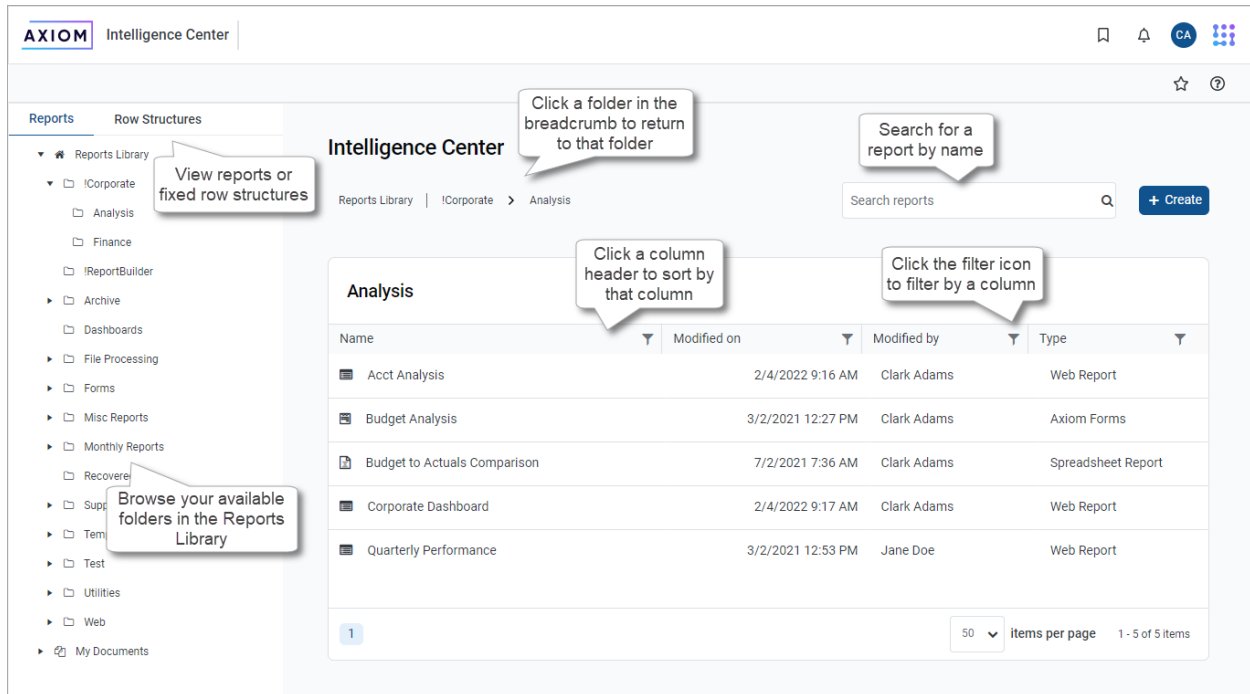 AXIOM Intelligence Center
CA
Reports Row Structures
Reports Library
!Corporate
Analysis
Finance
!ReportBuilder
Archive
Dashboards
File Processing
Forms
Misc Reports
Monthly Reports
Test
Utilities
Web
My Documents
View reports or
fixed row structures
Browse your available
folders in the Reports
Library
Click a folder in the
breadcrumb to return
to that folder
Search for a
report by name
Intelligence Center
Reports Library | !Corporate > Analysis
Search reports
+ Create
Click a column
header to sort by
that column
Click the filter icon
to filter by a column
Analysis
Name Modified on Modified by Type
Acct Analysis 2/4/2022 9:16 AM Clark Adams Web Report
Budget Analysis 3/2/2021 12:27 PM Clark Adams Axiom Forms
Budget to Actuals Comparison 7/2/2021 7:36 AM Clark Adams Spreadsheet Report
Corporate Dashboard 2/4/2022 9:17 AM Clark Adams Web Report
Quarterly Performance 3/2/2021 12:53 PM Jane Doe Web Report
1 50 items per page 1 - 5 of 5 items